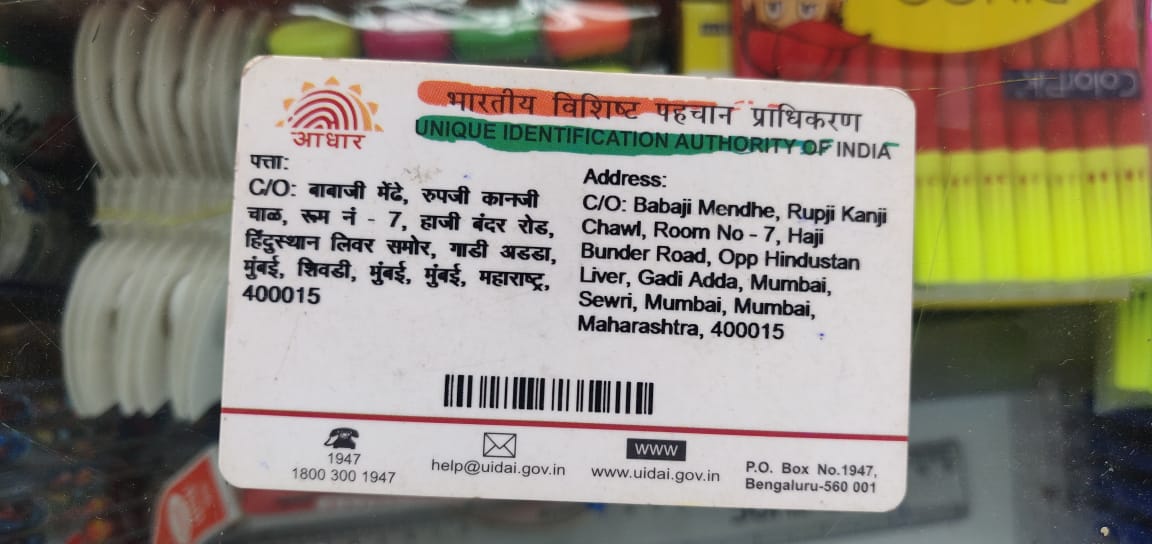 आधार
भारतीय विशिष्ट पहचान प्राधिकरण
UNIQUE IDENTIFICATION AUTHORITY OF INDIA
पत्ता:
C/O: बाबाजी मेंढे, रुपजी कानजी
चाळ, रूम नं - 7, हाजी बंदर रोड,
हिंदुस्थान लिवर समोर, गाडी अडडा,
मुंबई, शिवडी, मुंबई, मुंबई, महाराष्ट्र,
400015
Address:
C/O: Babaji Mendhe, Rupji Kanji
Chawl, Room No - 7, Haji
Bunder Road, Opp Hindustan
Liver, Gadi Adda, Mumbai,
Sewri, Mumbai, Mumbai,
Maharashtra, 400015
1947
1800 300 1947
help@uidai.gov.in
WWW
www.uidai.gov.in
P.O. Box No.1947,
Bengaluru-560 001